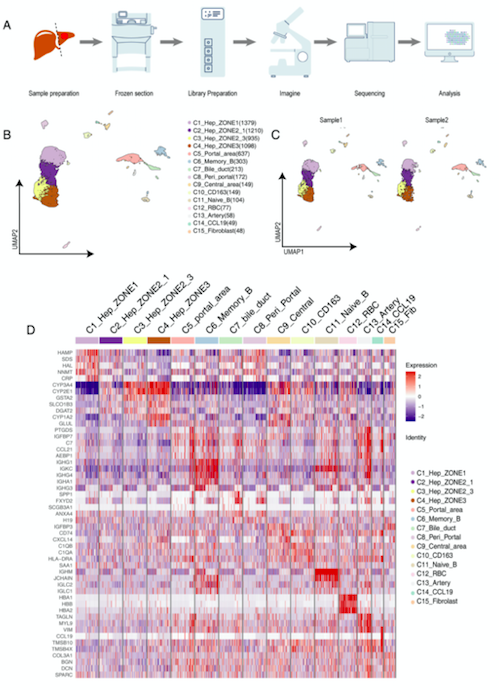 A
Sample preparation
Frozen section
Library Preparation
Imagine
Sequencing
Analysis
B
C1_Hep_ZONE1(1379)
C2_Hep_ZONE2_1(1210)
C3_Hep_ZONE2_3(935)
C4_Hep_ZONE3(1098)
C5_Portal_area(637)
C6_Memory_B(303)
C7_Bile_duct(213)
C8_Peri_portal(172)
C9_Central_area(149)
C10_CD163(149)
C11_Naive_B(104)
C12_RBC(77)
C13_Artery(58)
C14_CCL19(49)
C15_Fibroblast(48)
UMAP2
C
Sample1
Sample2
UMAP2
UMAP1
D
C1_Hep_ZONE1
C2_Hep_ZONE2_1
C3_Hep_ZONE2_3
C4_Hep_ZONE3
C5_portal_area
C6_Memory_B
C7_bile_duct
C8_Peri_Portal
C9_Central
C10_CD163
C11_Naive_B
C12_RBC
C13_Artery
C14_CCL19
C15_Fib
HAMP
SDS
HAL
NNMT
CRP
CYP3A4
CYP2E1
GSTA2
SLCO1B3
DGAT2
CYP1A2
GLUL
PTGDS
IGFBP7
C7
CCL21
AEBP1
IGHG1
IGKC
IGHG4
IGHA1
IGHG3
SPP1
FXYD2
SCGB3A1
ANXA4
H19
IGFBP3
CD74
CXCL14
C1QB
C1QA
HLA-DRA
SAA1
IGHM
JCHAIN
IGLC2
IGLC1
HBA1
HBB
HBA2
TAGLN
MYL9
VIM
CCL19
TMSB10
TMSB4X
COL3A1
BGN
DCN
SPARC
Expression
2
1
0
−1
−2
Identity
C1_Hep_ZONE1
C2_Hep_ZONE2_1
C3_Hep_ZONE2_3
C4_Hep_ZONE3
C5_Portal_area
C6_Memory_B
C7_Bile_duct
C8_Peri_Portal
C9_Central_area
C10_CD163
C11_Naive_B
C12_RBC
C13_Artery
C14_CCL19
C15_Fibrolast